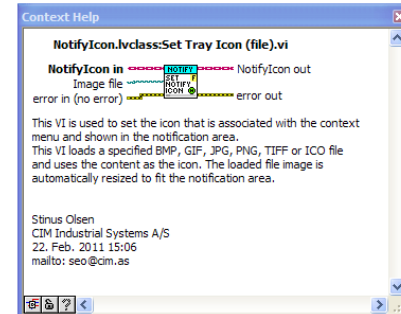 Context Help
NotifyIcon.lvclass:Set Tray Icon (file).vi
NotifyIcon in NOTIFY NotifyIcon out
Image file SET F
NOTIFY
error in (no error) ICON error out
This VI is used to set the icon that is associated with the context
menu and shown in the notification area.
This VI loads a specified BMP, GIF, JPG, PNG, TIFF or ICO file
and uses the content as the icon. The loaded file image is
automatically resized to fit the notification area.
Stinus Olsen
CIM Industrial Systems A/S
22. Feb. 2011 15:06
mailto: seo@cim.as
?